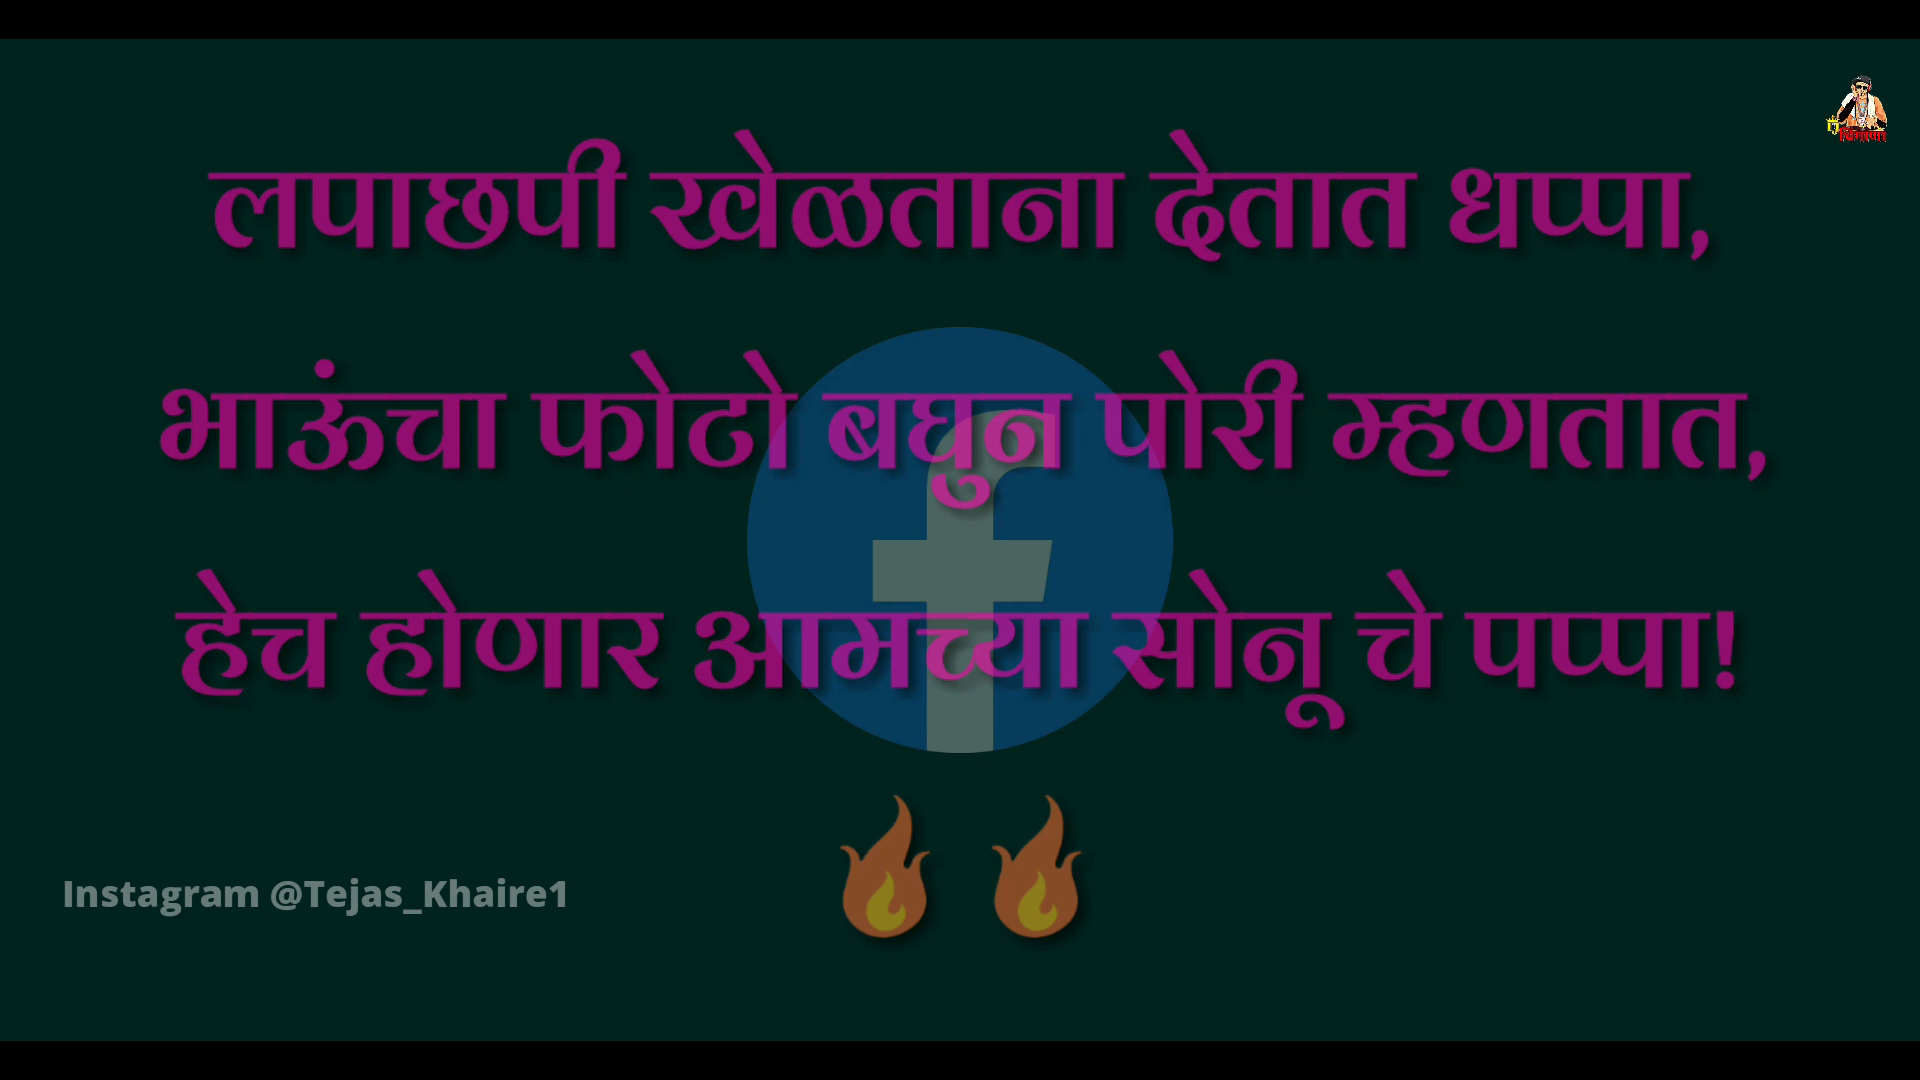 लपाछपी खेळताना देतात धप्पा,
भाऊंचा फोटो बघुन पोरी म्हणतात,
हेच होणार आमच्या सोनू चे पप्पा!
Instagram @Tejas_Khaire1